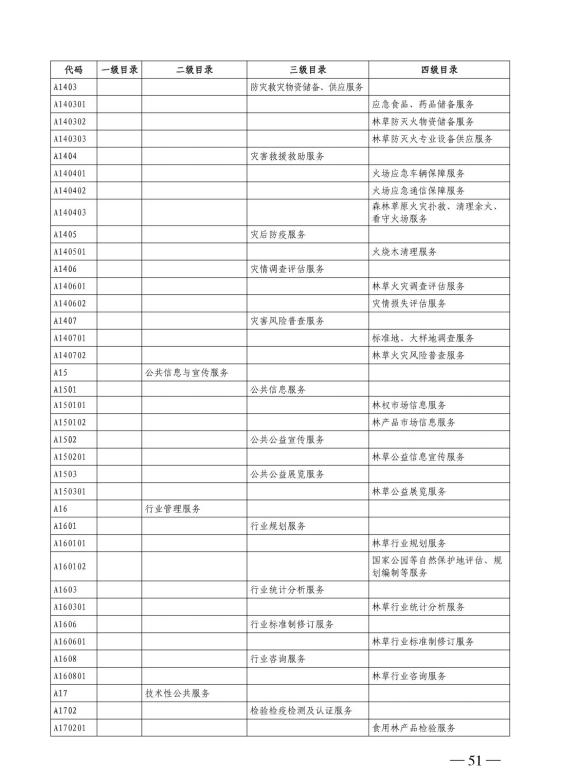 代码 一级目录 二级目录 三级目录 四级目录
A1403 防灾救灾物资储备、供应服务
A140301 应急食品、药品储备服务
A140302 林草防灭火物资储备服务
A140303 林草防灭火专业设备供应服务
A1404 灾害救援救助服务
A140401 火场应急车辆保障服务
A140402 火场应急通信保障服务
A140403 森林草原火灾扑救、清理余火、
看守火场服务
A1405 灾后防疫服务
A140501 火烧木清理服务
A1406 灾情调查评估服务
A140601 林草火灾调查评估服务
A140602 灾情损失评估服务
A1407 灾害风险普查服务
A140701 标准地、大样地调查服务
A140702 林草火灾风险普查服务
A15 公共信息与宣传服务
A1501 公共信息服务
A150101 林权市场信息服务
A150102 林产品市场信息服务
A1502 公共公益宣传服务
A150201 林草公益信息宣传服务
A1503 公共公益展览服务
A150301 林草公益展览服务
A16 行业管理服务
A1601 行业规划服务
A160101 林草行业规划服务
A160102 国家公园等自然保护地评估、规
划编制等服务
A1603 行业统计分析服务
A160301 林草行业统计分析服务
A1606 行业标准制修订服务
A160601 林草行业标准制修订服务
A1608 行业咨询服务
A160801 林草行业咨询服务
A17 技术性公共服务
A1702 检验检疫检测及认证服务
A170201 食用林产品检验服务
— 51 —